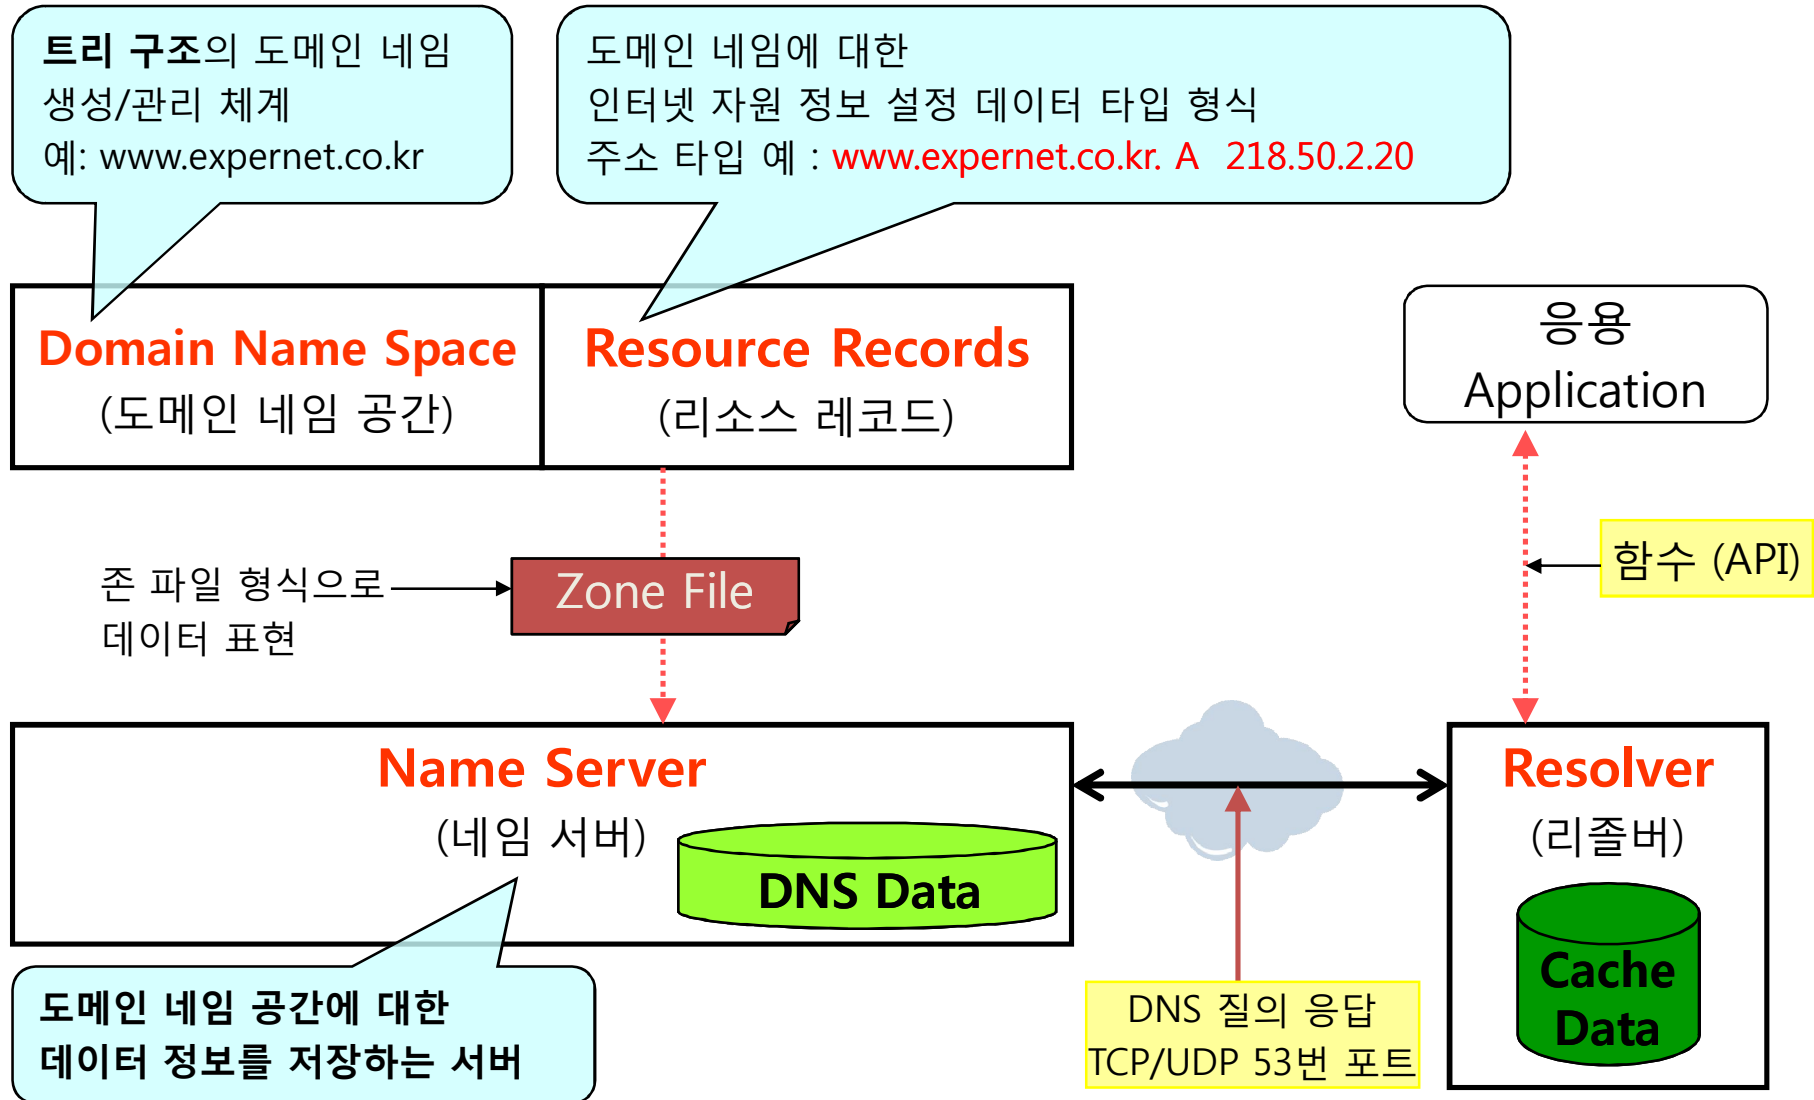 트리 구조의 도메인 네임
생성/관리 체계
예: www.expernet.co.kr
도메인 네임에 대한
인터넷 자원 정보 설정 데이터 타입 형식
주소 타입 예 : www.expernet.co.kr. A 218.50.2.20
Domain Name Space
(도메인 네임 공간)
Resource Records
(리소스 레코드)
응용
Application
함수 (API)
존 파일 형식으로
데이터 표현
Zone File
Name Server
(네임 서버)
DNS Data
Resolver
(리졸버)
Cache
Data
도메인 네임 공간에 대한
데이터 정보를 저장하는 서버
DNS 질의 응답
TCP/UDP 53번 포트